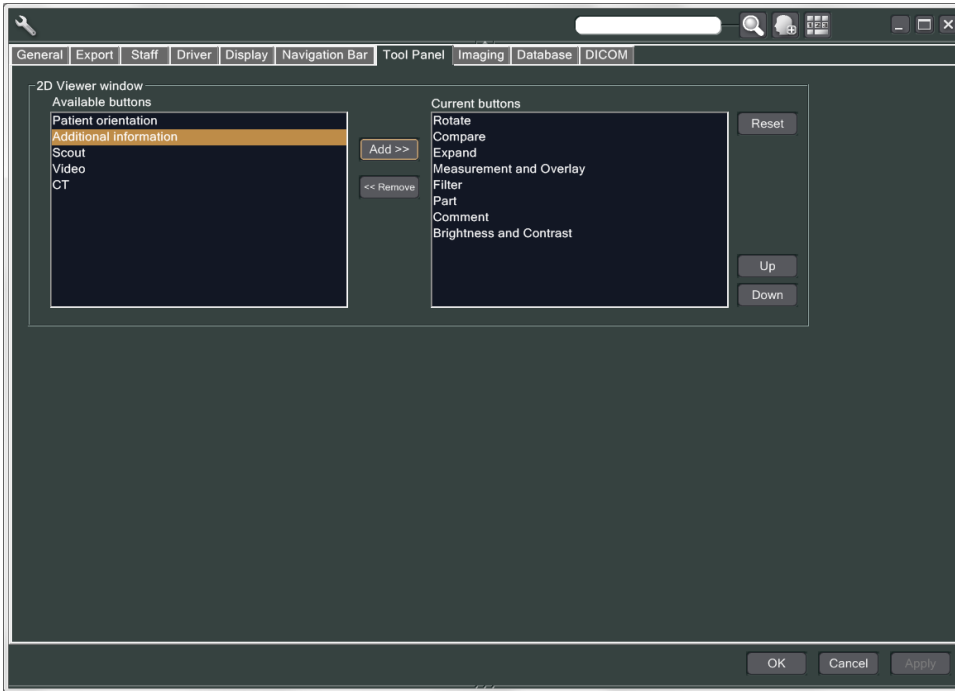 General Export Staff Driver Display Navigation Bar Tool Panel Imaging Database DICOM
2D Viewer window
Available buttons
Patient orientation
Additional information
Scout
Video
CT
Add >>
<< Remove
Current buttons
Rotate
Compare
Expand
Measurement and Overlay
Filter
Part
Comment
Brightness and Contrast
Reset
Up
Down
OK Cancel Apply